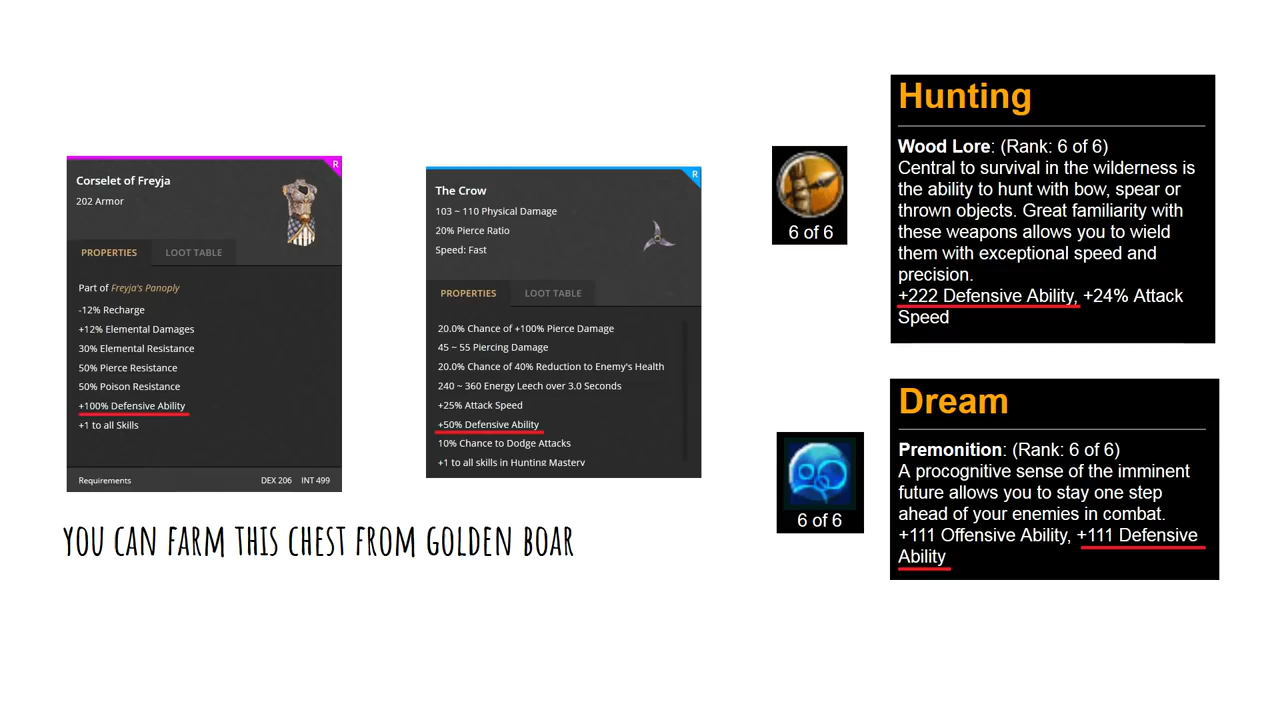 R
Corselet of Freyja
202 Armor
PROPERTIES LOOT TABLE
Part of Freyja's Panoply
-12% Recharge
+12% Elemental Damages
30% Elemental Resistance
50% Pierce Resistance
50% Poison Resistance
+100% Defensive Ability
+1 to all Skills
Requirements DEX 206 INT 499
YOU CAN FARM THIS CHEST FROM GOLDEN BOAR
R
The Crow
103 ~ 110 Physical Damage
20% Pierce Ratio
Speed: Fast
PROPERTIES LOOT TABLE
20.0% Chance of +100% Pierce Damage
45 ~ 55 Piercing Damage
20.0% Chance of 40% Reduction to Enemy's Health
240 ~ 360 Energy Leech over 3.0 Seconds
+25% Attack Speed
+50% Defensive Ability
10% Chance to Dodge Attacks
+1 to all skills in Hunting Mastery
6 of 6
Hunting
Wood Lore: (Rank: 6 of 6)
Central to survival in the wilderness is
the ability to hunt with bow, spear or
thrown objects. Great familiarity with
these weapons allows you to wield
them with exceptional speed and
precision.
+222 Defensive Ability, +24% Attack
Speed
6 of 6
Dream
Premonition: (Rank: 6 of 6)
A procognitive sense of the imminent
future allows you to stay one step
ahead of your enemies in combat.
+111 Offensive Ability, +111 Defensive
Ability